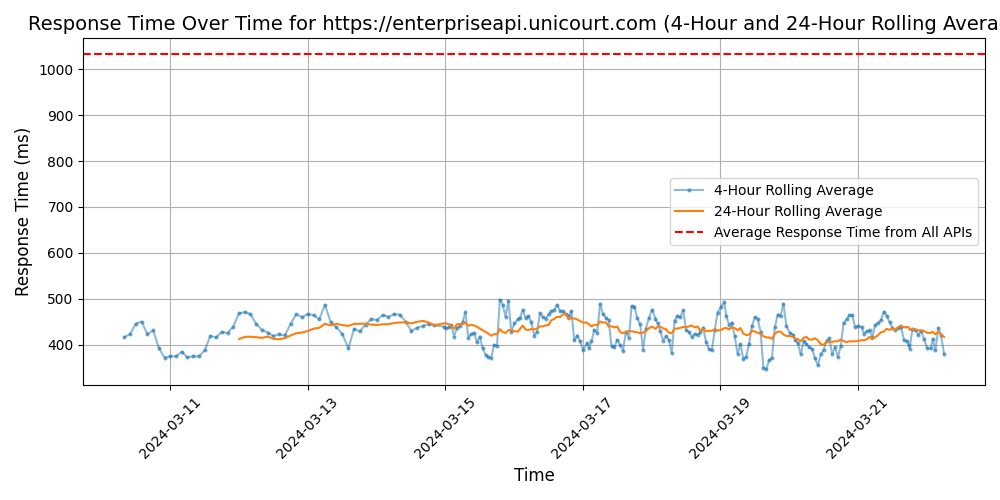 Response Time Over Time for https://enterpriseapi.unicourt.com (4-Hour and 24-Hour Rolling Avera
Response Time (ms)
1000
900
800
700
600
500
400
4-Hour Rolling Average
24-Hour Rolling Average
Average Response Time from All APIs
2024-03-11
2024-03-13
2024-03-15
2024-03-17
2024-03-19
2024-03-21
Time